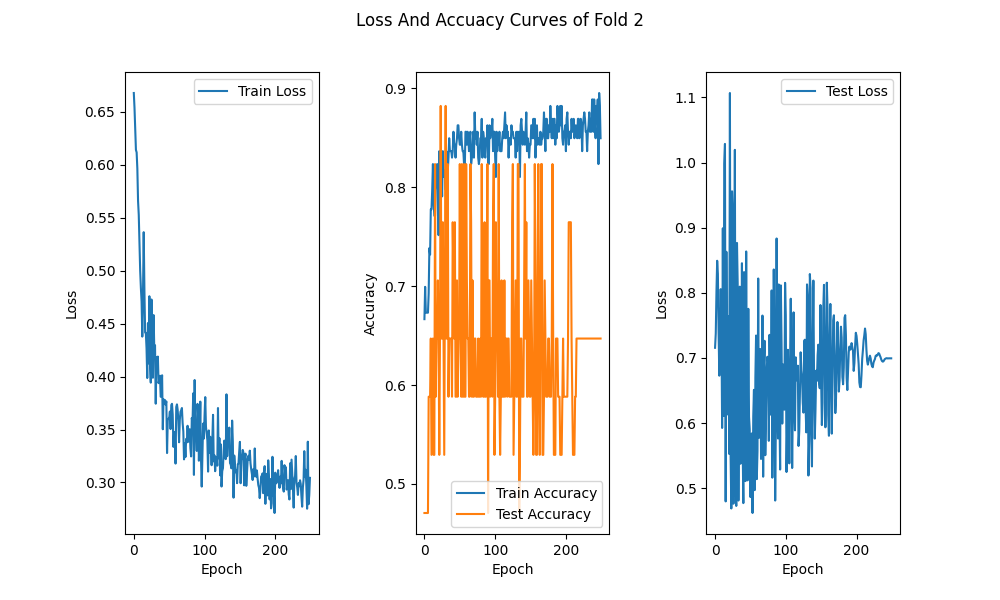 Loss And Accuacy Curves of Fold 2
Train Loss
0.65
0.60
0.55
0.50
0.45
0.40
0.35
0.30
Loss
0
100
200
Epoch
0.9
0.8
0.7
0.6
0.5
Accuracy
Train Accuracy
Test Accuracy
0
100
200
Epoch
Test Loss
1.1
1.0
0.9
0.8
0.7
0.6
0.5
Loss
0
100
200
Epoch